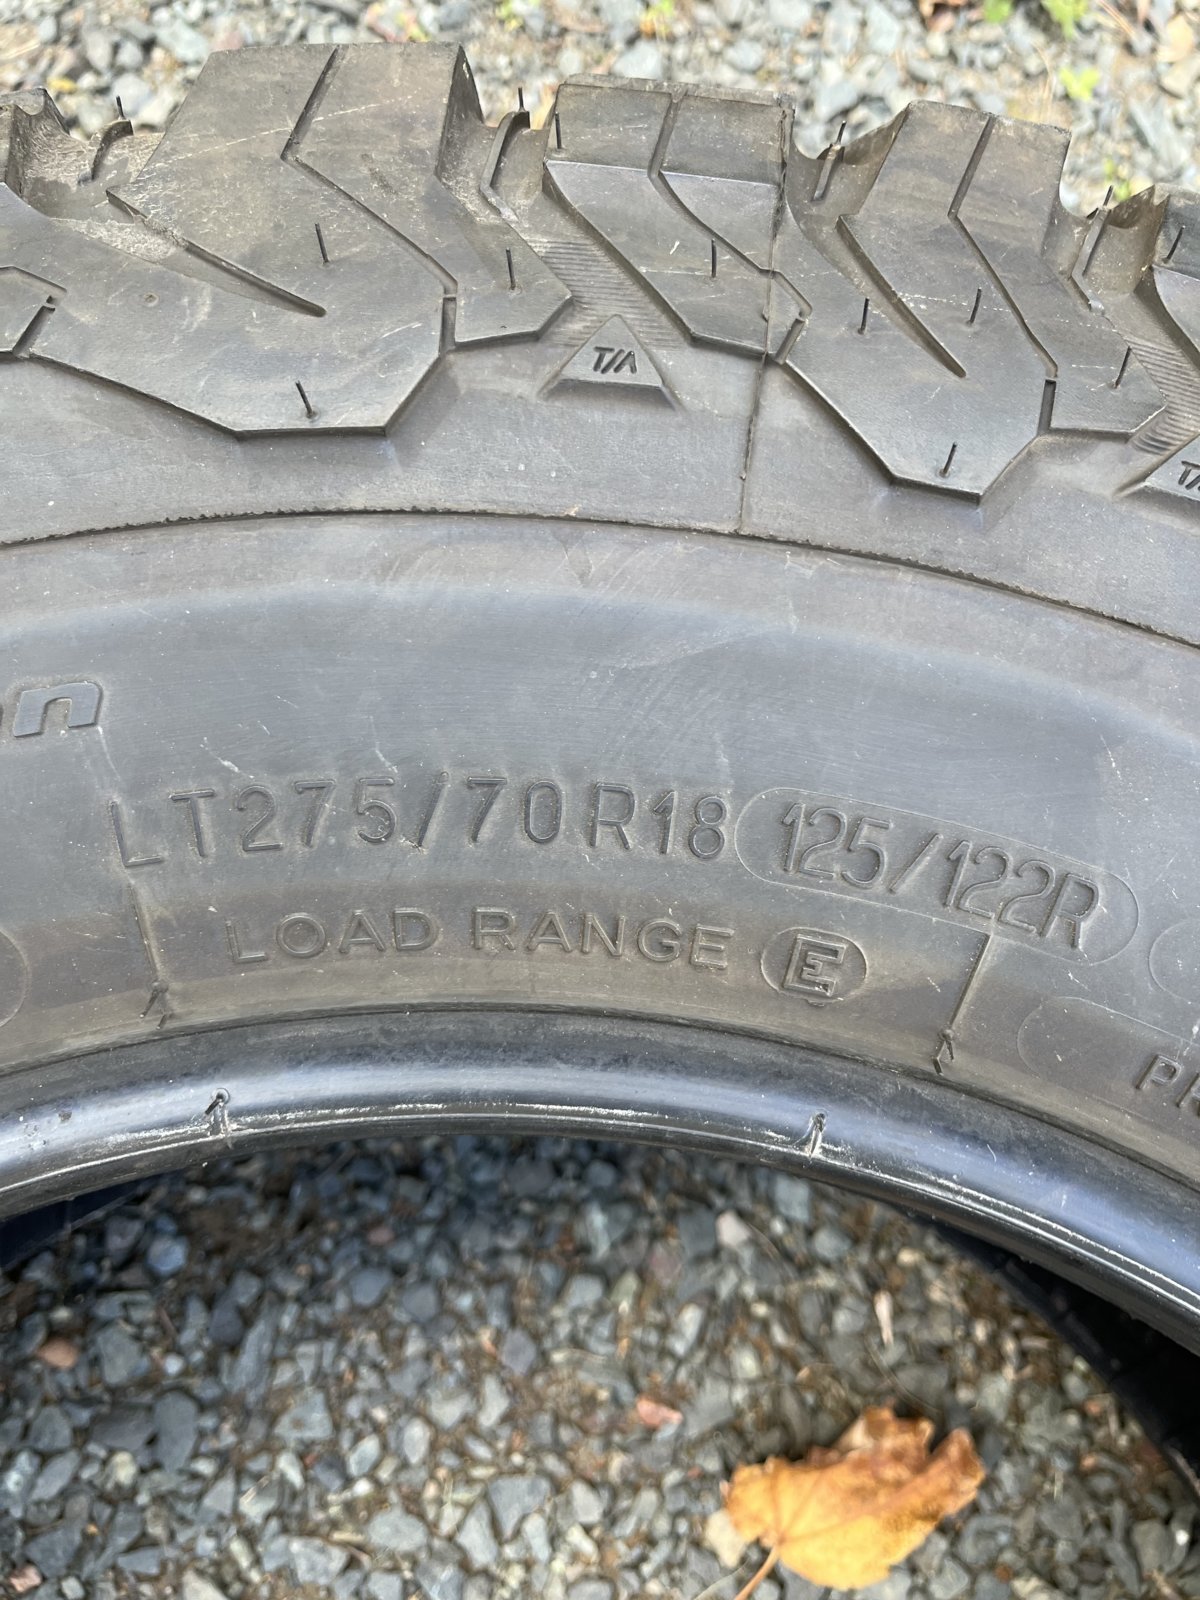 T/A
T/A
LT275/70R18 125/122R
LOAD RANGE E